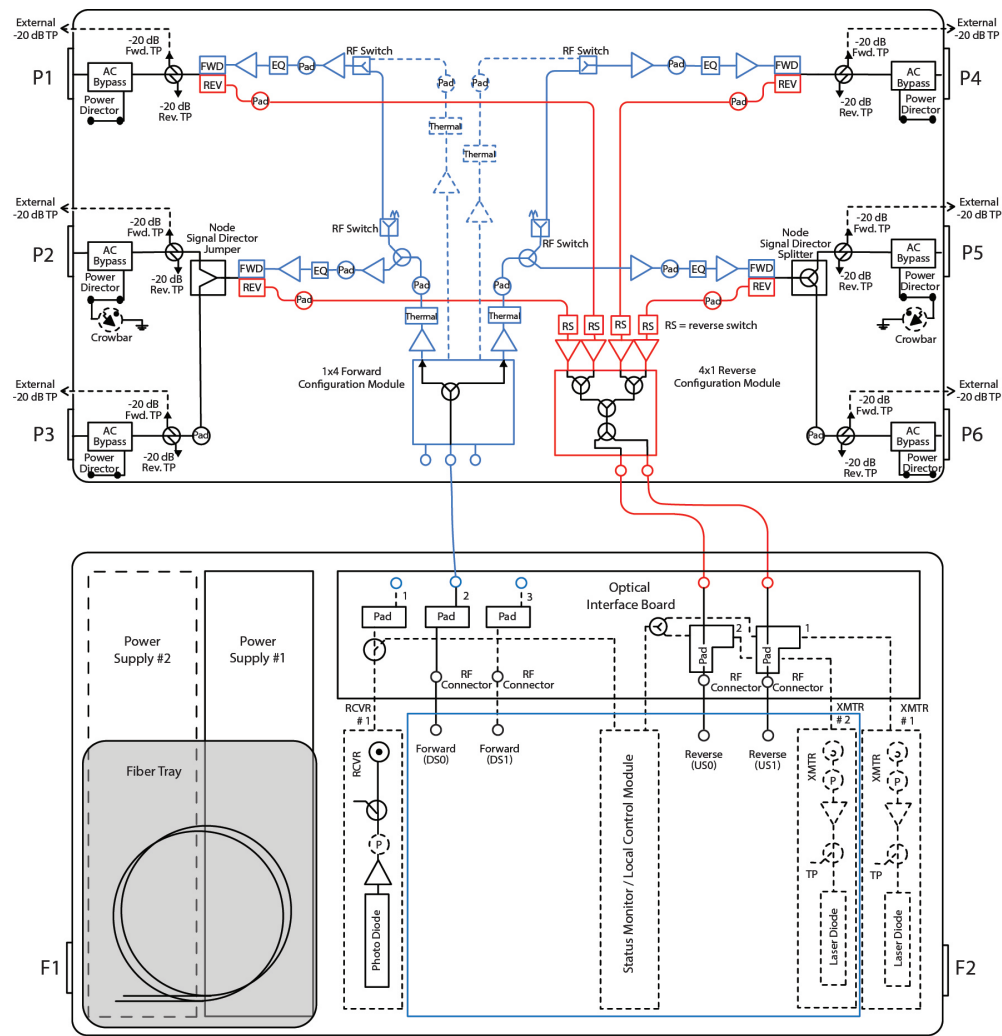 External
-20 dB TP
-20 dB
Fwd. TP
P1
AC
Bypass
Power
Director
-20 dB
Rev. TP
FWD
REV
EQ
Pad
RF Switch
Pad
Pad
Thermal
Thermal
Pad
Pad
RF Switch
Pad
EQ
FWD
REV
Pad
-20 dB
Fwd. TP
-20 dB
Rev. TP
External
-20 dB TP
AC
Bypass
Power
Director
P4
External
-20 dB TP
-20 dB
Fwd. TP
P2
AC
Bypass
Power
Director
-20 dB
Rev. TP
Crowbar
Node
Signal Director
Jumper
FWD
REV
EQ
Pad
Pad
RF Switch
Pad
Thermal
RF Switch
Pad
Thermal
Pad
EQ
FWD
REV
Pad
Node
Signal Director
Splitter
-20 dB
Fwd. TP
-20 dB
Rev. TP
External
-20 dB TP
AC
Bypass
Power
Director
P5
Crowbar
RS
RS
RS
RS
RS = reverse switch
1x4 Forward
Configuration Module
4x1 Reverse
Configuration Module
External
-20 dB TP
-20 dB
Fwd. TP
P3
AC
Bypass
Power
Director
-20 dB
Rev. TP
Pad
Pad
-20 dB
Fwd. TP
-20 dB
Rev. TP
External
-20 dB TP
AC
Bypass
Power
Director
P6
Power
Supply #2
Power
Supply #1
Fiber Tray
F1
1
2
3
Pad
Pad
Pad
Optical
Interface Board
2
1
Pad
Pad
RF
Connector
RF
Connector
RF
Connector
RF
Connector
RCVR
# 1
XMTR
# 2
XMTR
# 1
Forward
(DS0)
Forward
(DS1)
Reverse
(US0)
Reverse
(US1)
RCVR
P
Photo Diode
Status Monitor / Local Control Module
XMTR
P
TP
Laser Diode
XMTR
P
TP
Laser Diode
F2